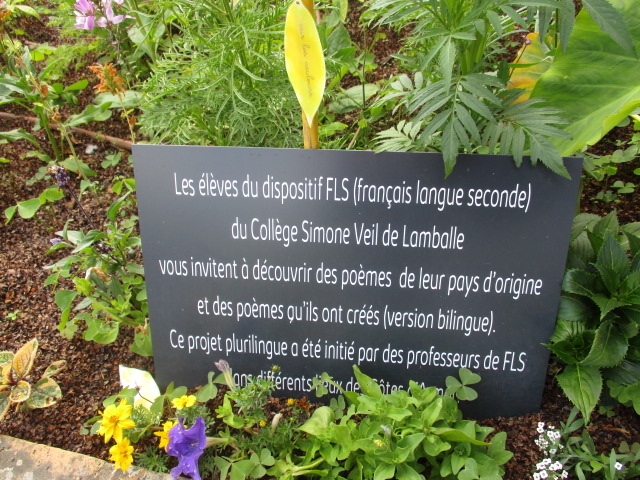 Les élèves du dispositif FLS (français langue seconde)
du Collège Simone Veil de Lamballe
vous invitent à découvrir des poèmes de leur pays d'origine
et des poèmes qu'ils ont créés (version bilingue).
Ce projet plurilingue a été initié par des professeurs de FLS
différents